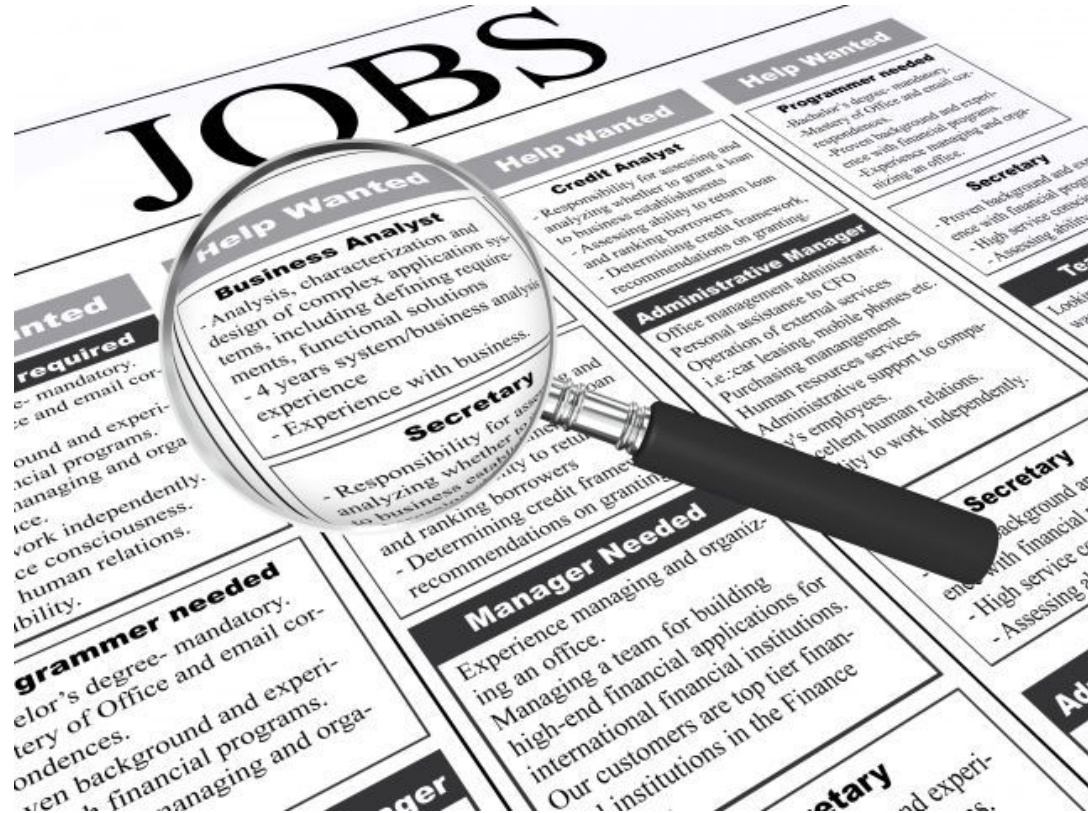 JOBS
Help Wanted
Business Analyst
- Analysis, characterization and
design of complex application sys-
tems, including defining require-
ments, functional solutions
- 4 years system/business analysis
experience
- Experience with business.
Secretary
- Responsibility for
analyzing whether to
to business
and ranking borrowers
- Determining credit
recommendations on granting
Manager Needed
Experience managing and organiz-
ing an office.
Managing a team for building
high-end financial applications for
international financial institutions.
Our customers are top tier finan-
institutions in the Finance
required
mandatory.
and email cor-
and experi-
programs.
managing and orga-
independently.
consciousness.
human relations.
Programmer needed
degree- mandatory.
of Office and email cor-
background and experi-
financial programs.
managing and orga-
Help Wanted
Credit Analyst
- Responsibility for assessing and
analyzing whether to grant a loan
to business establishments
- Assessing ability to return loan
and ranking borrowers
- Determining credit framework,
recommendations on granting.
Administrative Manager
Office management administrator.
Personal assistance to CFO
Operation of external services
i.e.:car leasing, mobile phones etc.
Purchasing manangement
Human resources services
Administrative support to compa-
employees.
human relations.
to work independently.
Secretary
Help Wanted
Programmer needed
-Bachelor's degree- mandatory.
-Mastery of Office and email cor-
respondences.
-Proven background and experi-
ence with financial programs.
-Experience managing and orga-
nizing an office.
Secretary
- Proven background and
ence with financial
- High service
- Assessing
Secretary
background
with financial
- High service
- Assessing